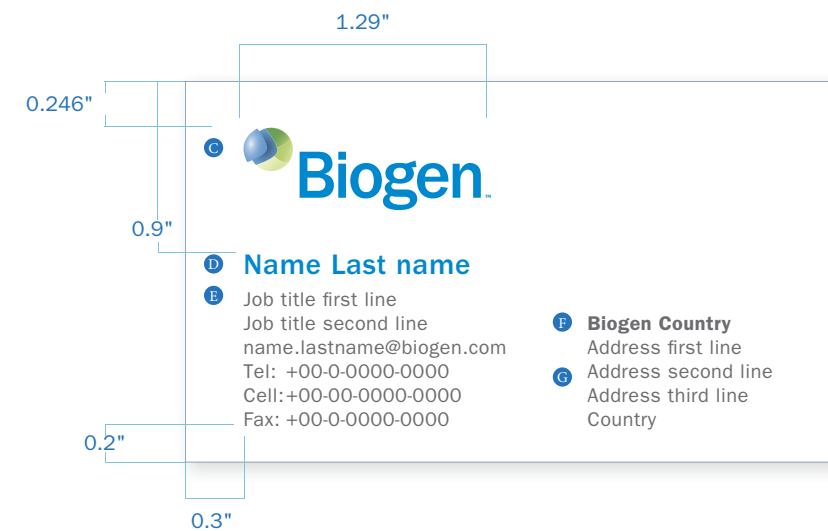 1.29"
0.246"
C
Biogen™
0.9"
D Name Last name
E Job title first line
Job title second line
name.lastname@biogen.com
Tel: +00-0-0000-0000
Cell:+00-00-0000-0000
Fax: +00-0-0000-0000
F Biogen Country
Address first line
G Address second line
Address third line
Country
0.2"
0.3"